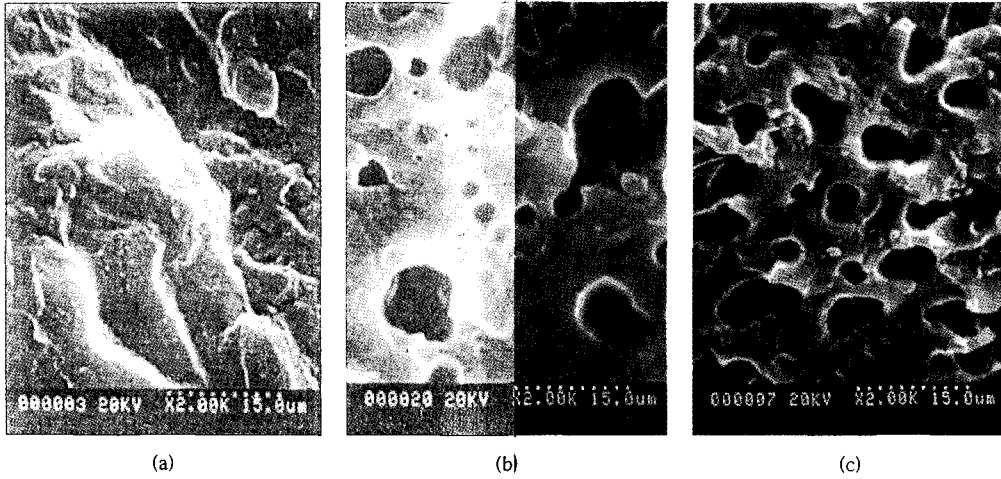 000003 20KV X2.00K 15.0um
000020 20KV X2.00K 15.0um
000007 20KV X2.00K 15.0um
(a)
(b)
(c)